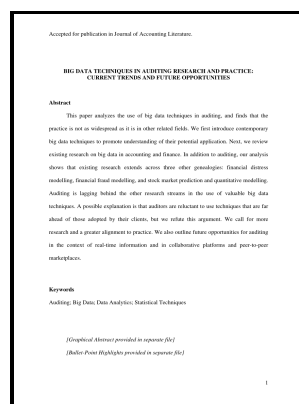 Accepted for publication in Journal of Accounting Literature.
BIG DATA TECHNIQUES IN AUDITING RESEARCH AND PRACTICE:
CURRENT TRENDS AND FUTURE OPPORTUNITIES
Abstract
This paper analyzes the use of big data techniques in auditing, and finds that the
practice is not as widespread as it is in other related fields. We first introduce contemporary
big data techniques to promote understanding of their potential application. Next, we review
existing research on big data in accounting and finance. In addition to auditing, our analysis
shows that existing research extends across three other genealogies: financial distress
modelling, financial fraud modelling, and stock market prediction and quantitative modelling.
Auditing is lagging behind the other research streams in the use of valuable big data
techniques. A possible explanation is that auditors are reluctant to use techniques that are far
ahead of those adopted by their clients, but we refute this argument. We call for more
research and a greater alignment to practice. We also outline future opportunities for auditing
in the context of real-time information and in collaborative platforms and peer-to-peer
marketplaces.
Keywords
Auditing; Big Data; Data Analytics; Statistical Techniques
[Graphical Abstract provided in separate file]
[Bullet-Point Highlights provided in separate file]
1